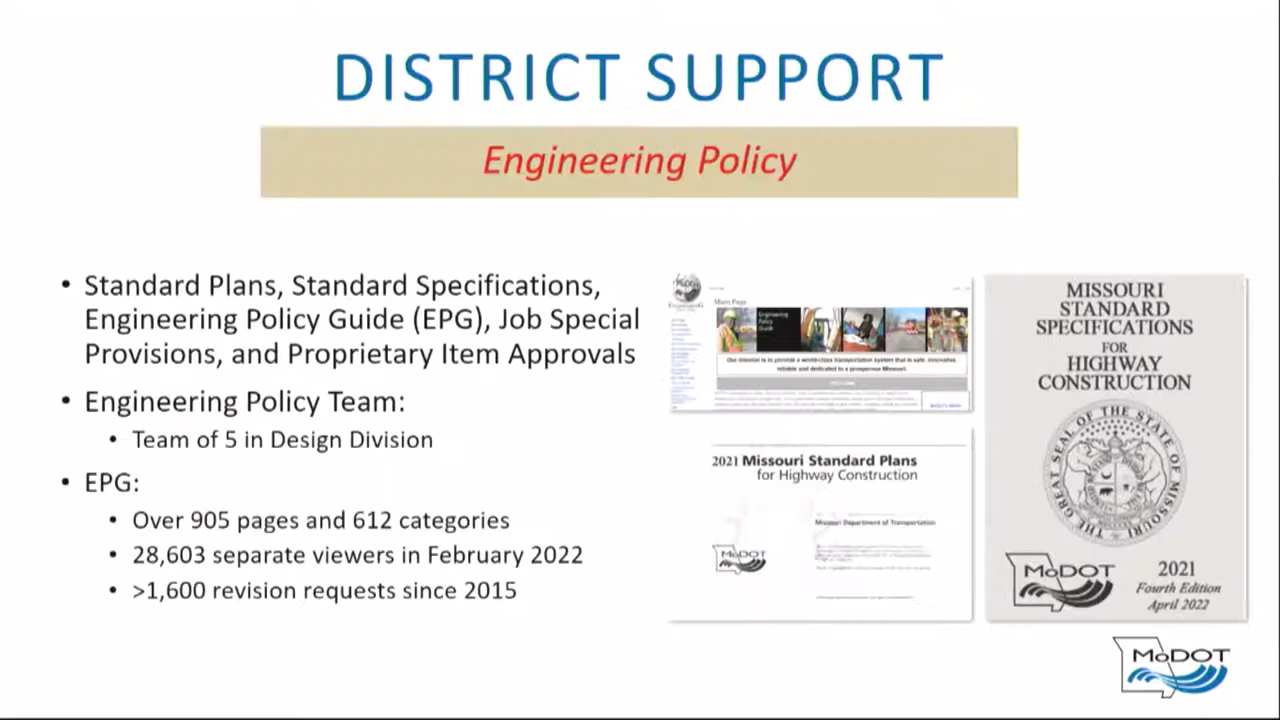 DISTRICT SUPPORT
Engineering Policy
• Standard Plans, Standard Specifications,
Engineering Policy Guide (EPG), Job Special
Provisions, and Proprietary Item Approvals
• Engineering Policy Team:
• Team of 5 in Design Division
• EPG:
• Over 905 pages and 612 categories
• 28,603 separate viewers in February 2022
• >1,600 revision requests since 2015
Main Page
Engineering
Policy
Guide
Our mission is to provide a world-class transportation system that is safe, innovative,
reliable and dedicated to a prosperous Missouri.
2021 Missouri Standard Plans
for Highway Construction
Missouri Department of Transportation
MoDOT
MISSOURI
STANDARD
SPECIFICATIONS
FOR
HIGHWAY
CONSTRUCTION
THE GREAT SEAL OF THE STATE OF MISSOURI
MoDOT
2021
Fourth Edition
April 2022
MoDOT